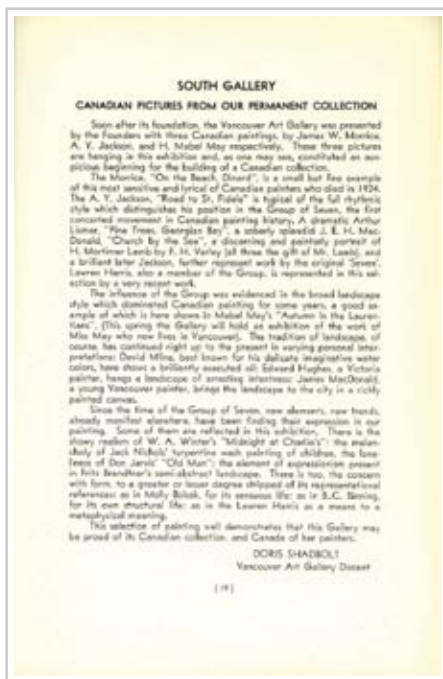 SOUTH GALLERY
CANADIAN PICTURES FROM OUR PERMANENT COLLECTION
Soon after its foundation, the Vancouver Art Gallery was presented
by the Founders with three Canadian paintings, by James W. Morrice,
A. Y. Jackson, and H. Mabel May respectively. These three pictures
are hanging in this exhibition and, as one may see, constituted an aus-
picious beginning for the building of a Canadian collection.
The Morrice, "On the Beach, Dinard", is a small but fine example
of this most sensitive and lyrical of Canadian painters who died in 1924.
The A. Y. Jackson, "Road to St. Fidele" is typical of the full rhythmic
style which distinguishes his position in the Group of Seven, the first
concerted movement in Canadian painting history. A dramatic Arthur
Lismer, "Pine Trees, Georgian Bay", a soberly splendid J. E. H. Mac-
Donald, "Church by the Sea", a discerning and painterly portrait of
H. Mortimer Lamb by F. H. Varley (all three the gift of Mr. Lamb), and
a brilliant later Jackson, further represent work by the original 'Seven'.
Lawren Harris, also a member of the Group, is represented in this sel-
ection by a very recent work.
The influence of the Group was evidenced in the broad landscape
style which dominated Canadian painting for some years, a good ex-
ample of which is here shown in Mabel May's "Autumn in the Lauren-
tians". (This spring the Gallery will hold an exhibition of the work of
Miss May who now lives in Vancouver). The tradition of landscape, of
course, has continued right up to the present in varying personal inter-
pretations: David Milne, best known for his delicate imaginative water
colors, here shows a brilliantly executed oil; Edward Hughes, a Victoria
painter, hangs a landscape of arresting intentness; James MacDonald,
a young Vancouver painter, brings the landscape to the city in a richly
painted canvas.
Since the time of the Group of Seven, new elements, new trends,
already manifest elsewhere, have been finding their expression in our
painting. Some of them are reflected in this exhibition. There is the
showy realism of W. A. Winter's "Midnight at Charlie's"; the melan-
choly of Jack Nichols' turpentine wash painting of children, the lone-
liness of Don Jarvis' "Old Man"; the element of expressionism present
in Fritz Brandtner's semi-abstract landscape. There is too, the concern
with form, to a greater or lesser degree stripped of its representational
references: as in Molly Bobak, for its sensuous life; as in B.C. Binning,
for its own structural life; as in the Lawren Harris as a means to a
metaphysical meaning.
This selection of painting well demonstrates that this Gallery may
be proud of its Canadian collection, and Canada of her painters.
DORIS SHADBOLT
Vancouver Art Gallery Docent
[ 19 ]